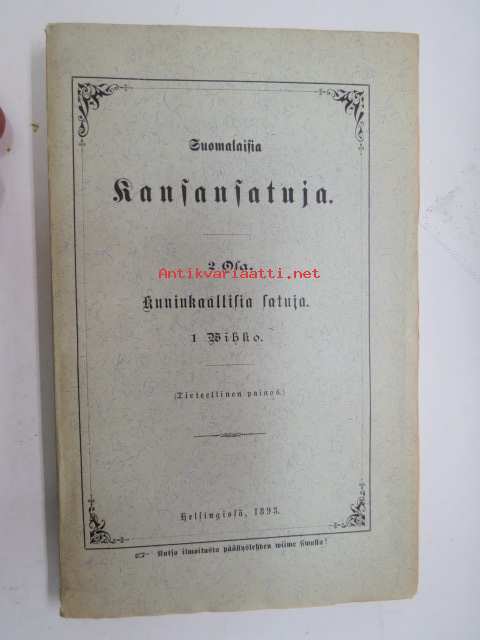 Suomalaisia
Kansansatuja.
2 Osa.
Antikvariaatti.net
Kuninkaallisia satuja.
1 Wihko.
(Tieteellinen painos.)
Helsingissä, 1893.
☞ Katso ilmoitusta päällyslehden wiime siwulla!